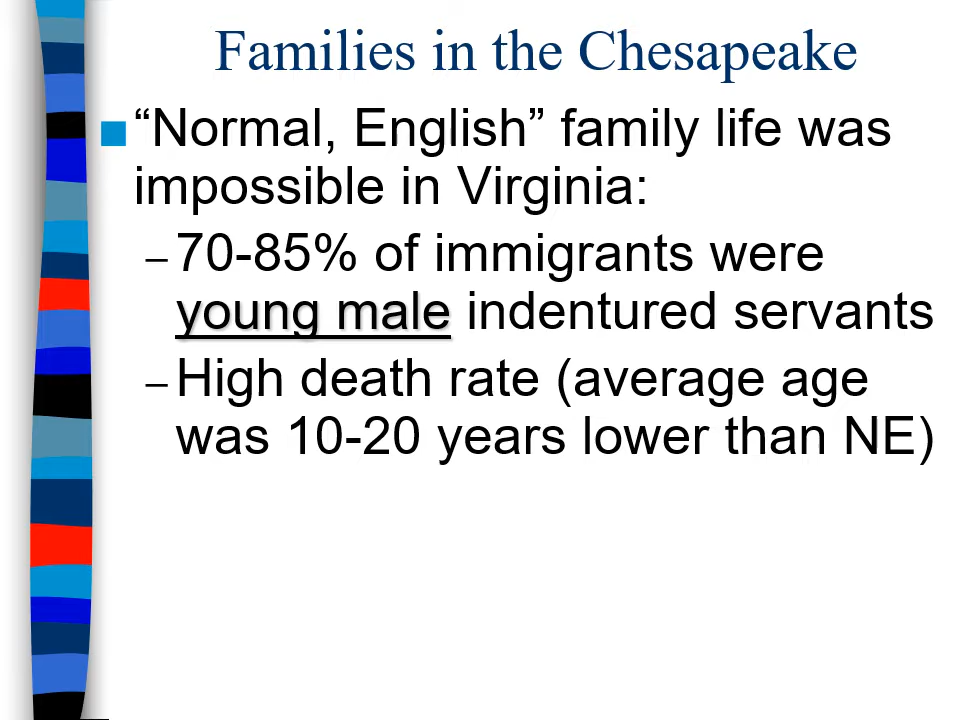 Families in the Chesapeake
“Normal, English” family life was
impossible in Virginia:
–70-85% of immigrants were
young male indentured servants
–High death rate (average age
was 10-20 years lower than NE)